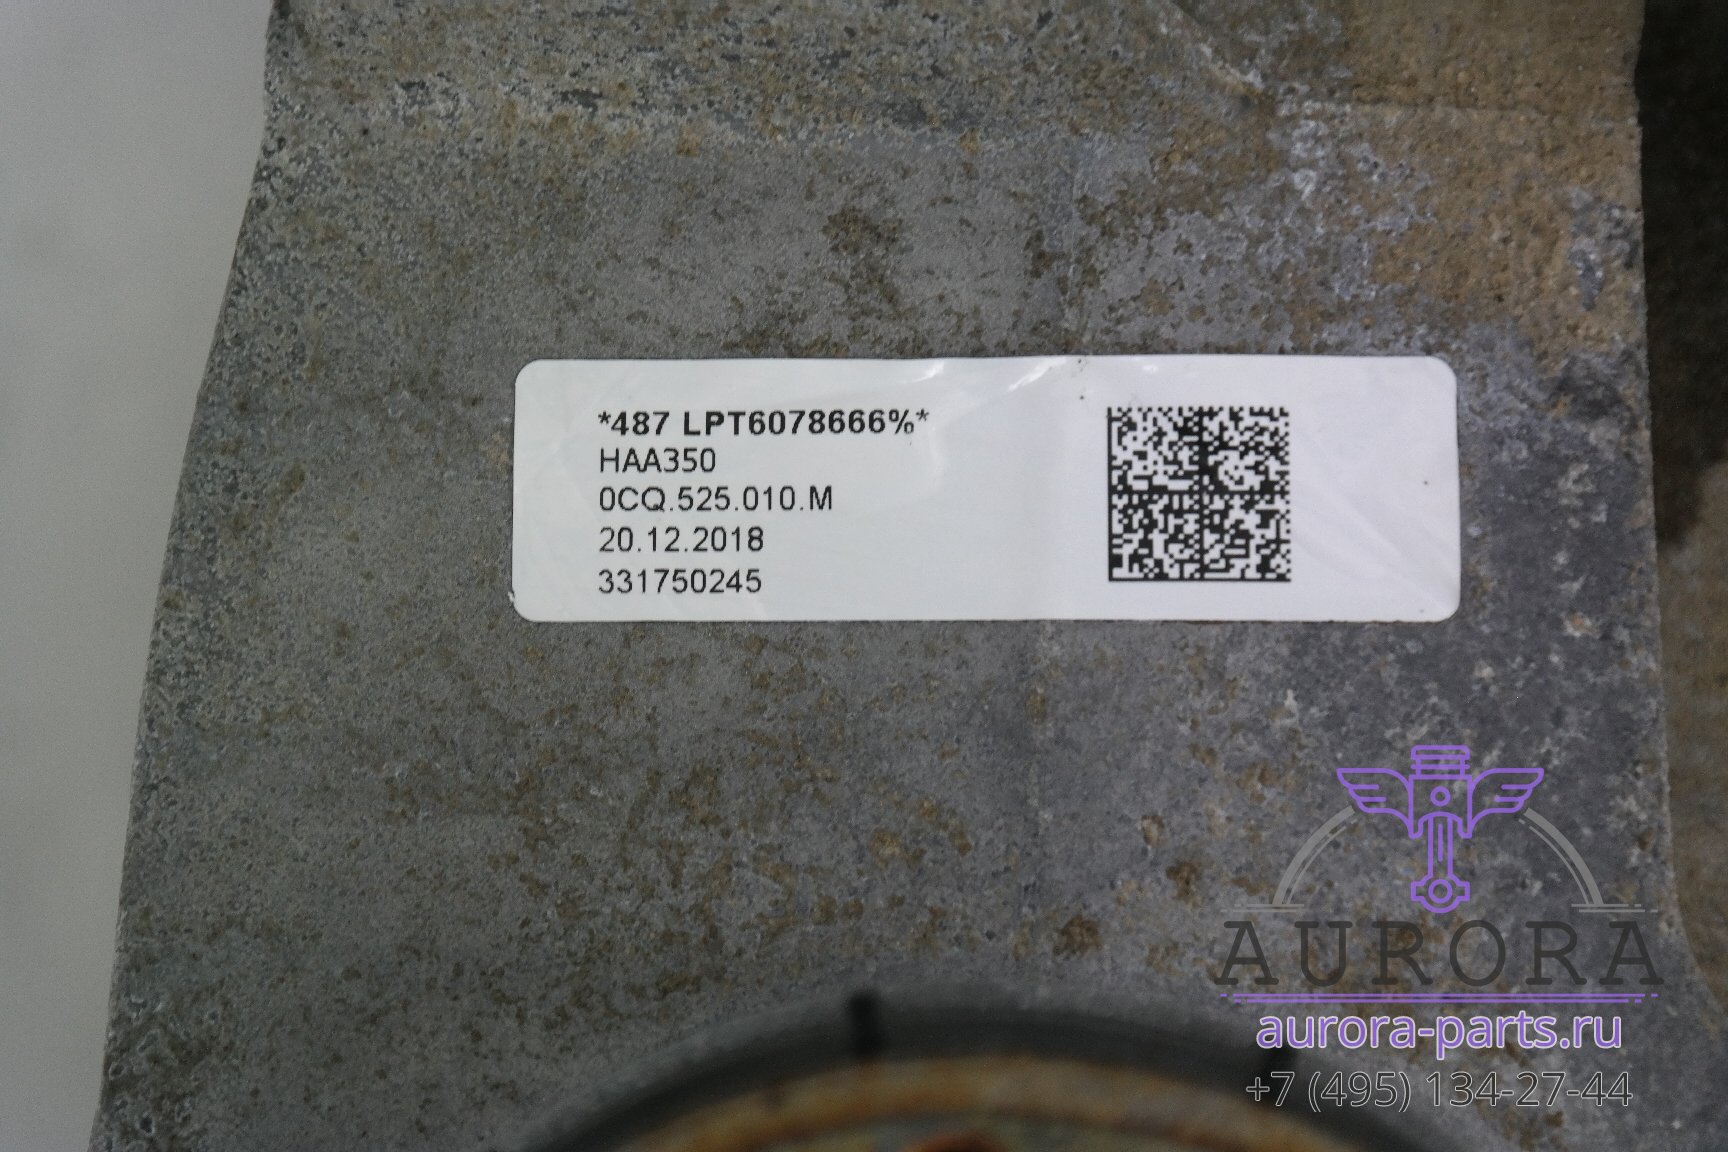 *487 LPT6078666%*
HAA350
0CQ.525.010.M
20.12.2018
331750245
AURORA
aurora-parts.ru
+7 (495) 134-27-44